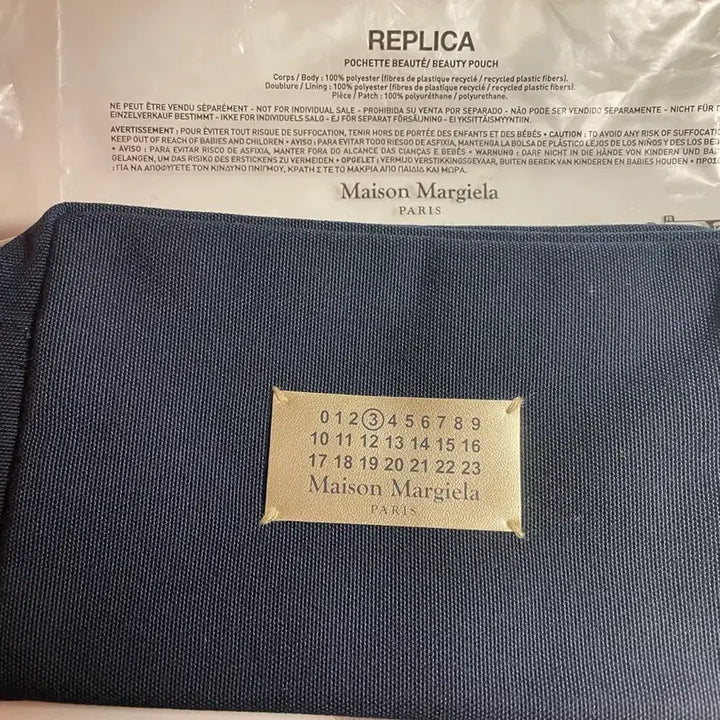 REPLICA
POCHETTE BEAUTÉ/ BEAUTY POUCH
Corps / Body : 100% polyester (fibres de plastique recyclé / recycled plastic fibers).
Doublure / Lining : 100% polyester (fibres de plastique recyclé / recycled plastic fibers).
Pièce / Patch : 100% polyuréthane / polyurethane.
NE PEUT ÊTRE VENDU SÉPARÉMENT - NOT FOR INDIVIDUAL SALE - PROHIBIDA SU VENTA POR SEPARADO - NÃO PODE SER VENDIDO SEPARAMENTE - NICHT FÜR
EINZELVERKAUF BESTIMMT - IKKE FOR INDIVIDUELS SALG - EJ FÖR SEPARAT FÖRSÄLJNING - EI YKSITTÄISMYNTIIN.
AVERTISSEMENT : POUR ÉVITER TOUT RISQUE DE SUFFOCATION, TENIR HORS DE PORTÉE DES ENFANTS ET DES BÉBÉS • CAUTION : TO AVOID ANY RISK OF
KEEP OUT OF REACH OF BABIES AND CHILDREN • AVISO : PARA EVITAR TODO RIESGO DE ASFIXIA, MANTENGA LA BOLSA DE PLÁSTICO LEJOS DE LOS NIÑOS Y DE LOS
• AVISO : PARA EVITAR RISCO DE ASFIXIA, MANTER FORA DO ALCANCE DAS CIANÇAS E BEBÉS • WARNUNG : DARF NICHT IN DIE HÄNDE VON KINDERN UND
GELANGEN, UM DAS RISIKO DES ERSTICKENS ZU VERMEIDEN • OPGELET : VERMIJD VERSTIKKINGSGEVAAR, BUITEN BEREIK VAN KINDEREN EN BABIES HOUDEN • ΠΡΟΣ
: ΓΙΑ ΝΑ ΑΠΟΦΥΓΕΤΕ ΤΟΝ ΚΙΝΔΥΝΟ ΠΝΙΓΜΟΥ, ΚΡΑΤΗΣΤΕ ΤΟ ΜΑΚΡΙΑ ΑΠΟ ΠΑΙΔΙΑ ΚΑΙ ΜΩΡΑ.
Maison Margiela
PARIS
0 1 2 3 4 5 6 7 8 9
10 11 12 13 14 15 16
17 18 19 20 21 22 23
Maison Margiela
PARIS